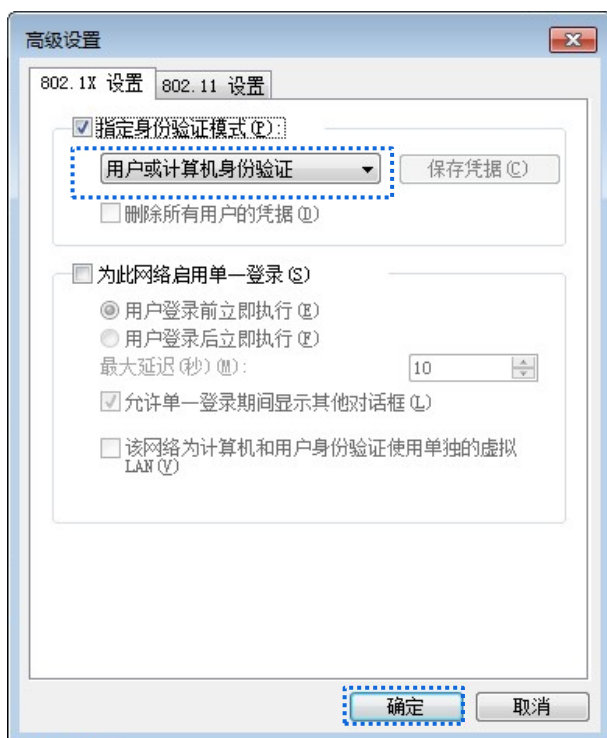 高级设置
802.1X 设置 802.11 设置
指定身份验证模式(P):
用户或计算机身份验证 保存凭据(C)
删除所有用户的凭据(D)
为此网络启用单一登录(S)
用户登录前立即执行(E)
用户登录后立即执行(F)
最大延迟(秒)(M): 10
允许单一登录期间显示其他对话框(L)
该网络为计算机和用户身份验证使用单独的虚拟
LAN(V)
确定 取消